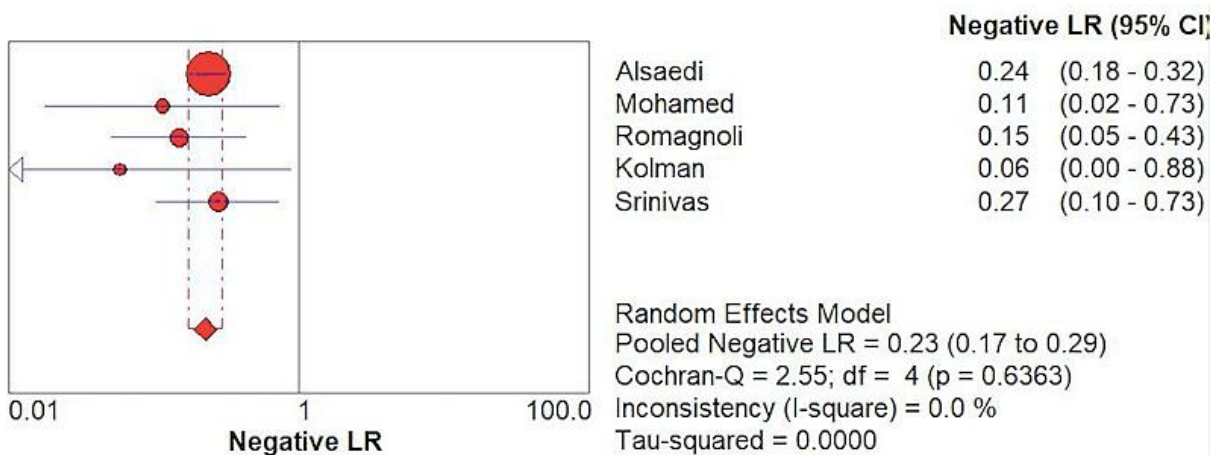 Negative LR (95% CI)
Alsaedi 0.24 (0.18 - 0.32)
Mohamed 0.11 (0.02 - 0.73)
Romagnoli 0.15 (0.05 - 0.43)
Kolman 0.06 (0.00 - 0.88)
Srinivas 0.27 (0.10 - 0.73)
Random Effects Model
Pooled Negative LR = 0.23 (0.17 to 0.29)
Cochran-Q = 2.55; df = 4 (p = 0.6363)
Inconsistency (I-square) = 0.0 %
Tau-squared = 0.0000
0.01 1 100.0
Negative LR